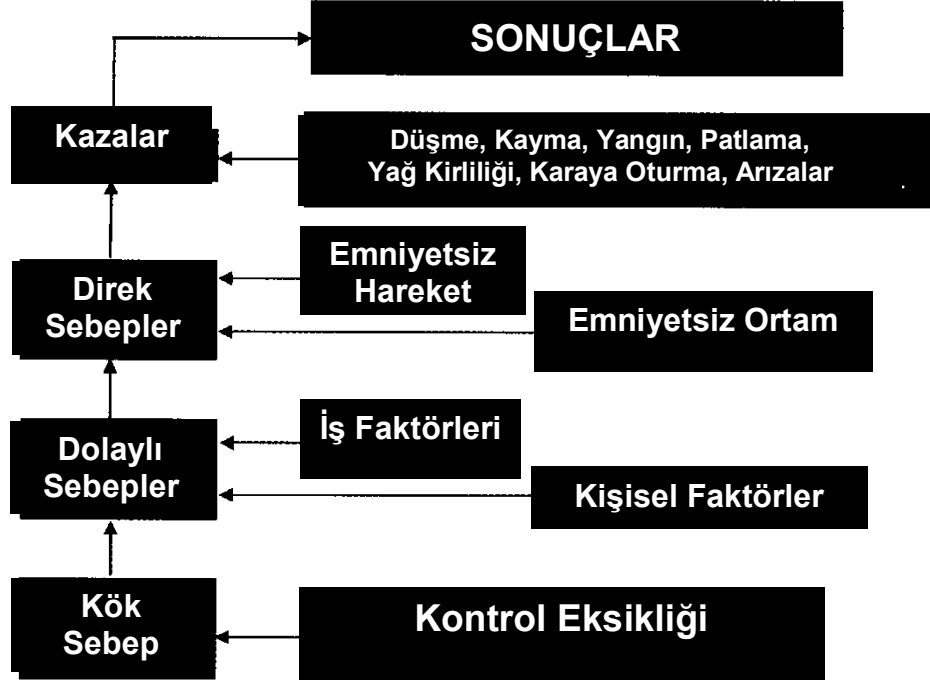 SONUÇLAR
Kazalar
Düşme, Kayma, Yangın, Patlama,
Yağ Kirliliği, Karaya Oturma, Arızalar
Emniyetsiz
Hareket
Direk
Sebepler
Emniyetsiz Ortam
İş Faktörleri
Dolaylı
Sebepler
Kişisel Faktörler
Kök
Sebep
Kontrol Eksikliği